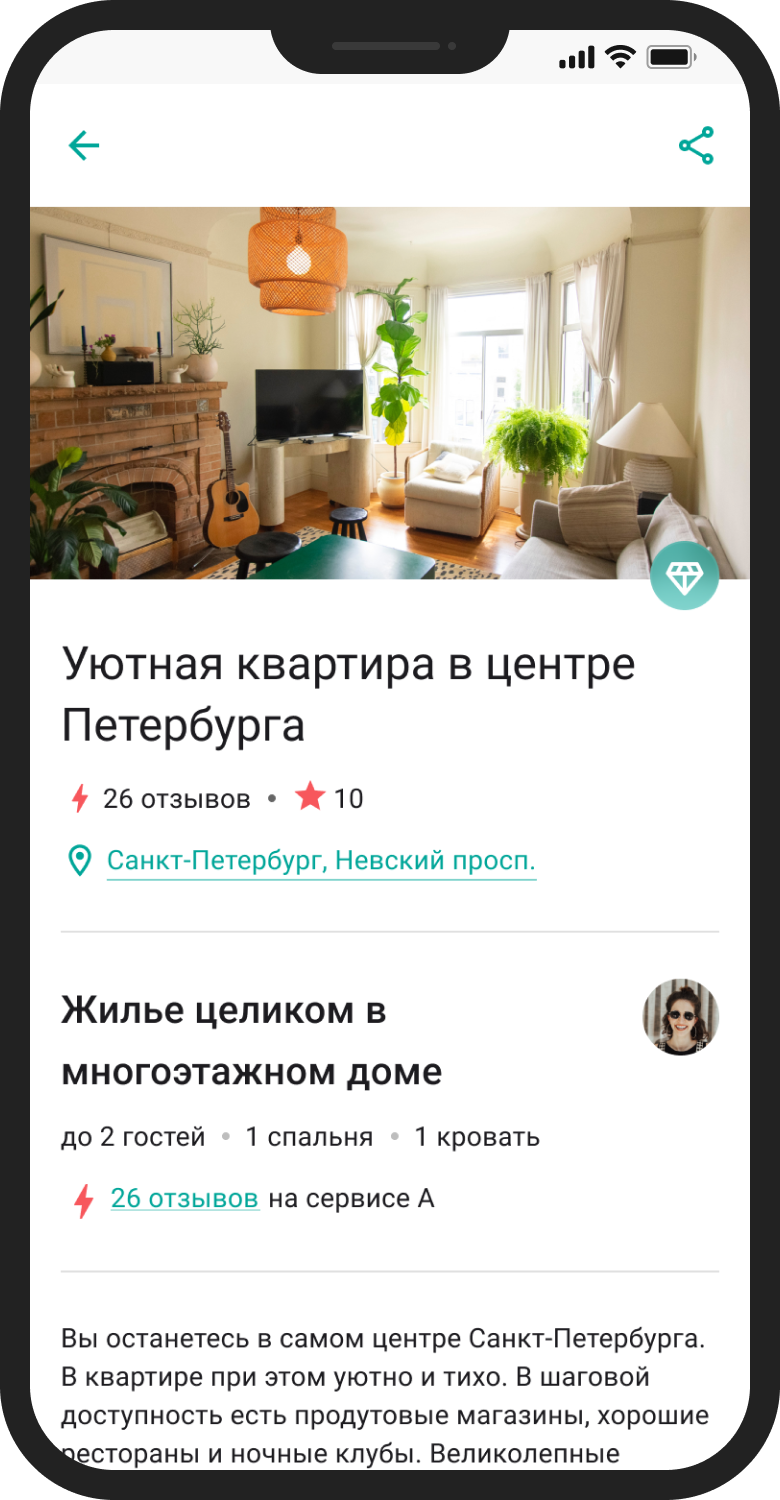 Уютная квартира в центре
Петербурга
26 отзывов • 10
Санкт-Петербург, Невский просп.
Жилье целиком в
многоэтажном доме
до 2 гостей • 1 спальня • 1 кровать
26 отзывов на сервисе А
Вы останетесь в самом центре Санкт-Петербурга.
В квартире при этом уютно и тихо. В шаговой
доступность есть продутовые магазины, хорошие
рестораны и ночные клубы. Великолепные